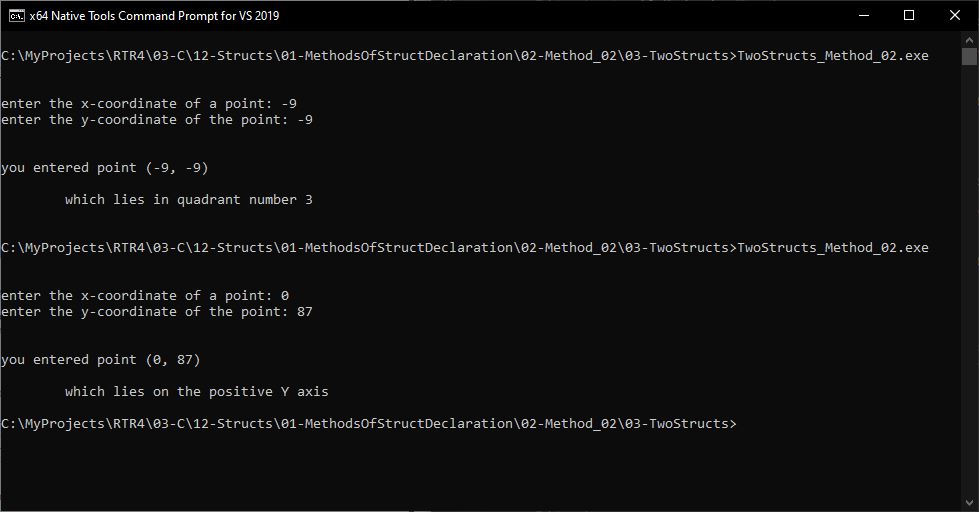 x64 Native Tools Command Prompt for VS 2019
C:\MyProjects\RTR4\03-C\12-Structs\01-MethodsOfStructDeclaration\02-Method_02\03-TwoStructs>TwoStructs_Method_02.exe
enter the x-coordinate of a point: -9
enter the y-coordinate of the point: -9
you entered point (-9, -9)
which lies in quadrant number 3
C:\MyProjects\RTR4\03-C\12-Structs\01-MethodsOfStructDeclaration\02-Method_02\03-TwoStructs>TwoStructs_Method_02.exe
enter the x-coordinate of a point: 0
enter the y-coordinate of the point: 87
you entered point (0, 87)
which lies on the positive Y axis
C:\MyProjects\RTR4\03-C\12-Structs\01-MethodsOfStructDeclaration\02-Method_02\03-TwoStructs>